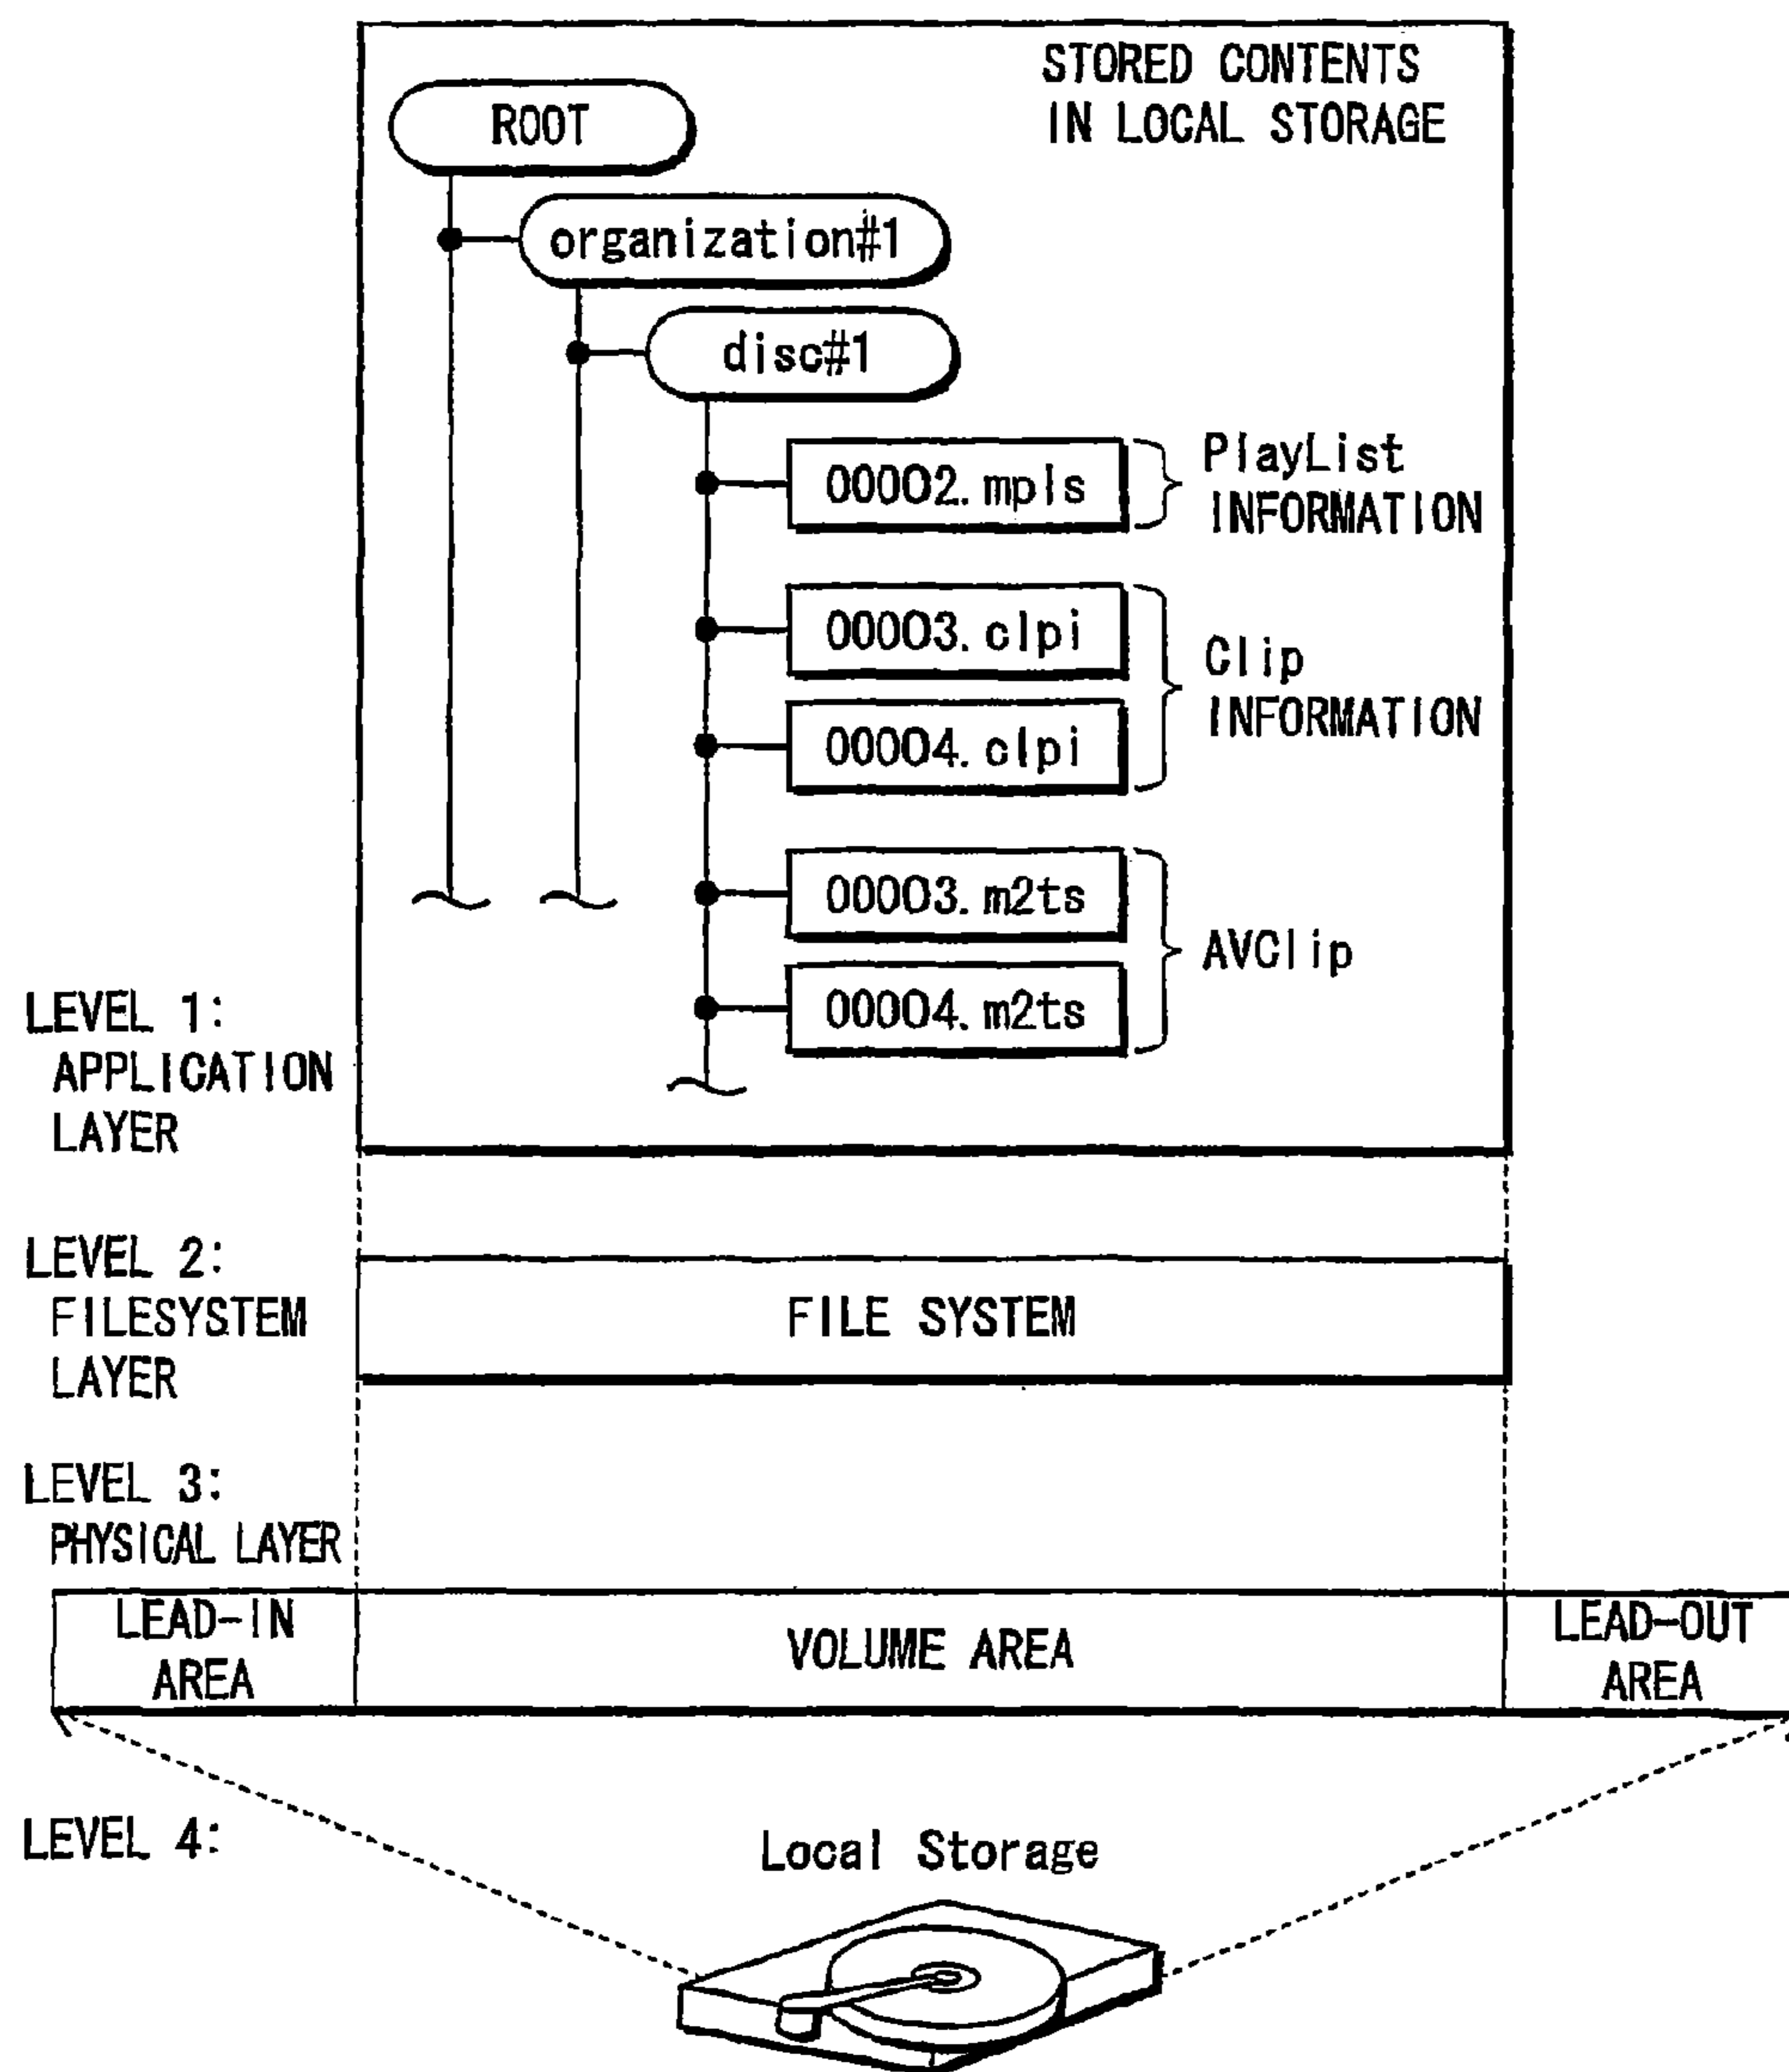 STORED CONTENTS
IN LOCAL STORAGE
ROOT
organization#1
disc#1
00002.mpls
PlayList
INFORMATION
00003.clpi
00004.clpi
Clip
INFORMATION
00003.m2ts
00004.m2ts
AVClip
LEVEL 1:
APPLICATION
LAYER
LEVEL 2:
FILESYSTEM
LAYER
FILE SYSTEM
LEVEL 3:
PHYSICAL LAYER
LEAD-IN
AREA
VOLUME AREA
LEAD-OUT
AREA
LEVEL 4:
Local Storage